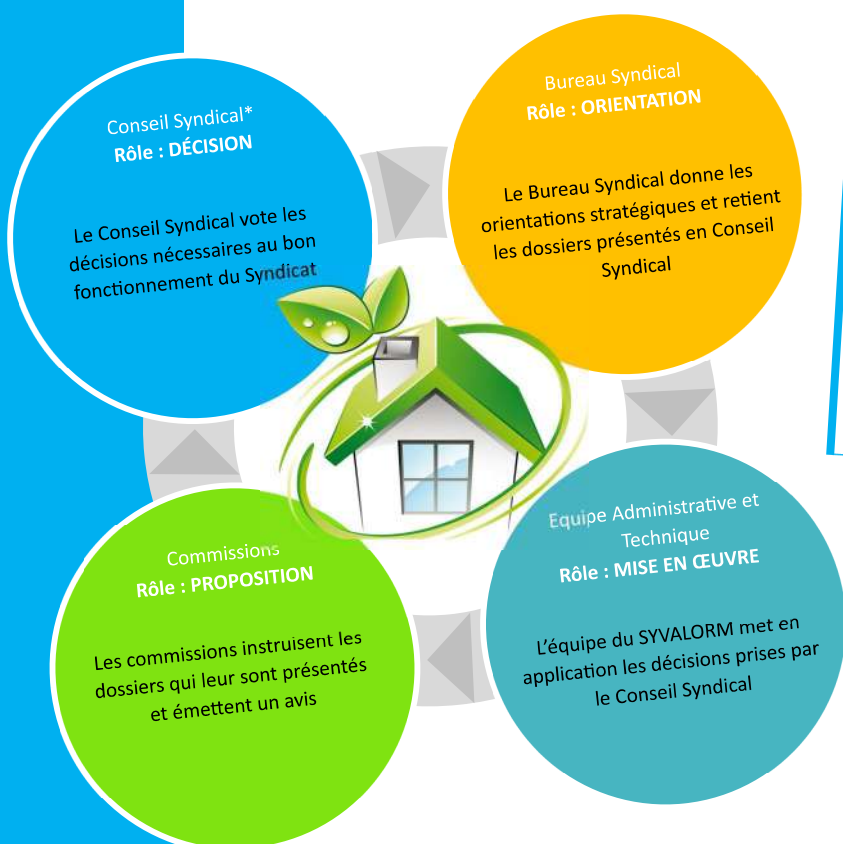 Conseil Syndical*
Rôle : DÉCISION
Le Conseil Syndical vote les
décisions nécessaires au bon
fonctionnement du Syndicat
Bureau Syndical
Rôle : ORIENTATION
Le Bureau Syndical donne les
orientations stratégiques et retient
les dossiers présentés en Conseil
Syndical
Equipe Administrative et
Technique
Rôle : MISE EN ŒUVRE
L'équipe du SYVALORM met en
application les décisions prises par
le Conseil Syndical
Commissions
Rôle : PROPOSITION
Les commissions instruisent les
dossiers qui leur sont présentés
et émettent un avis